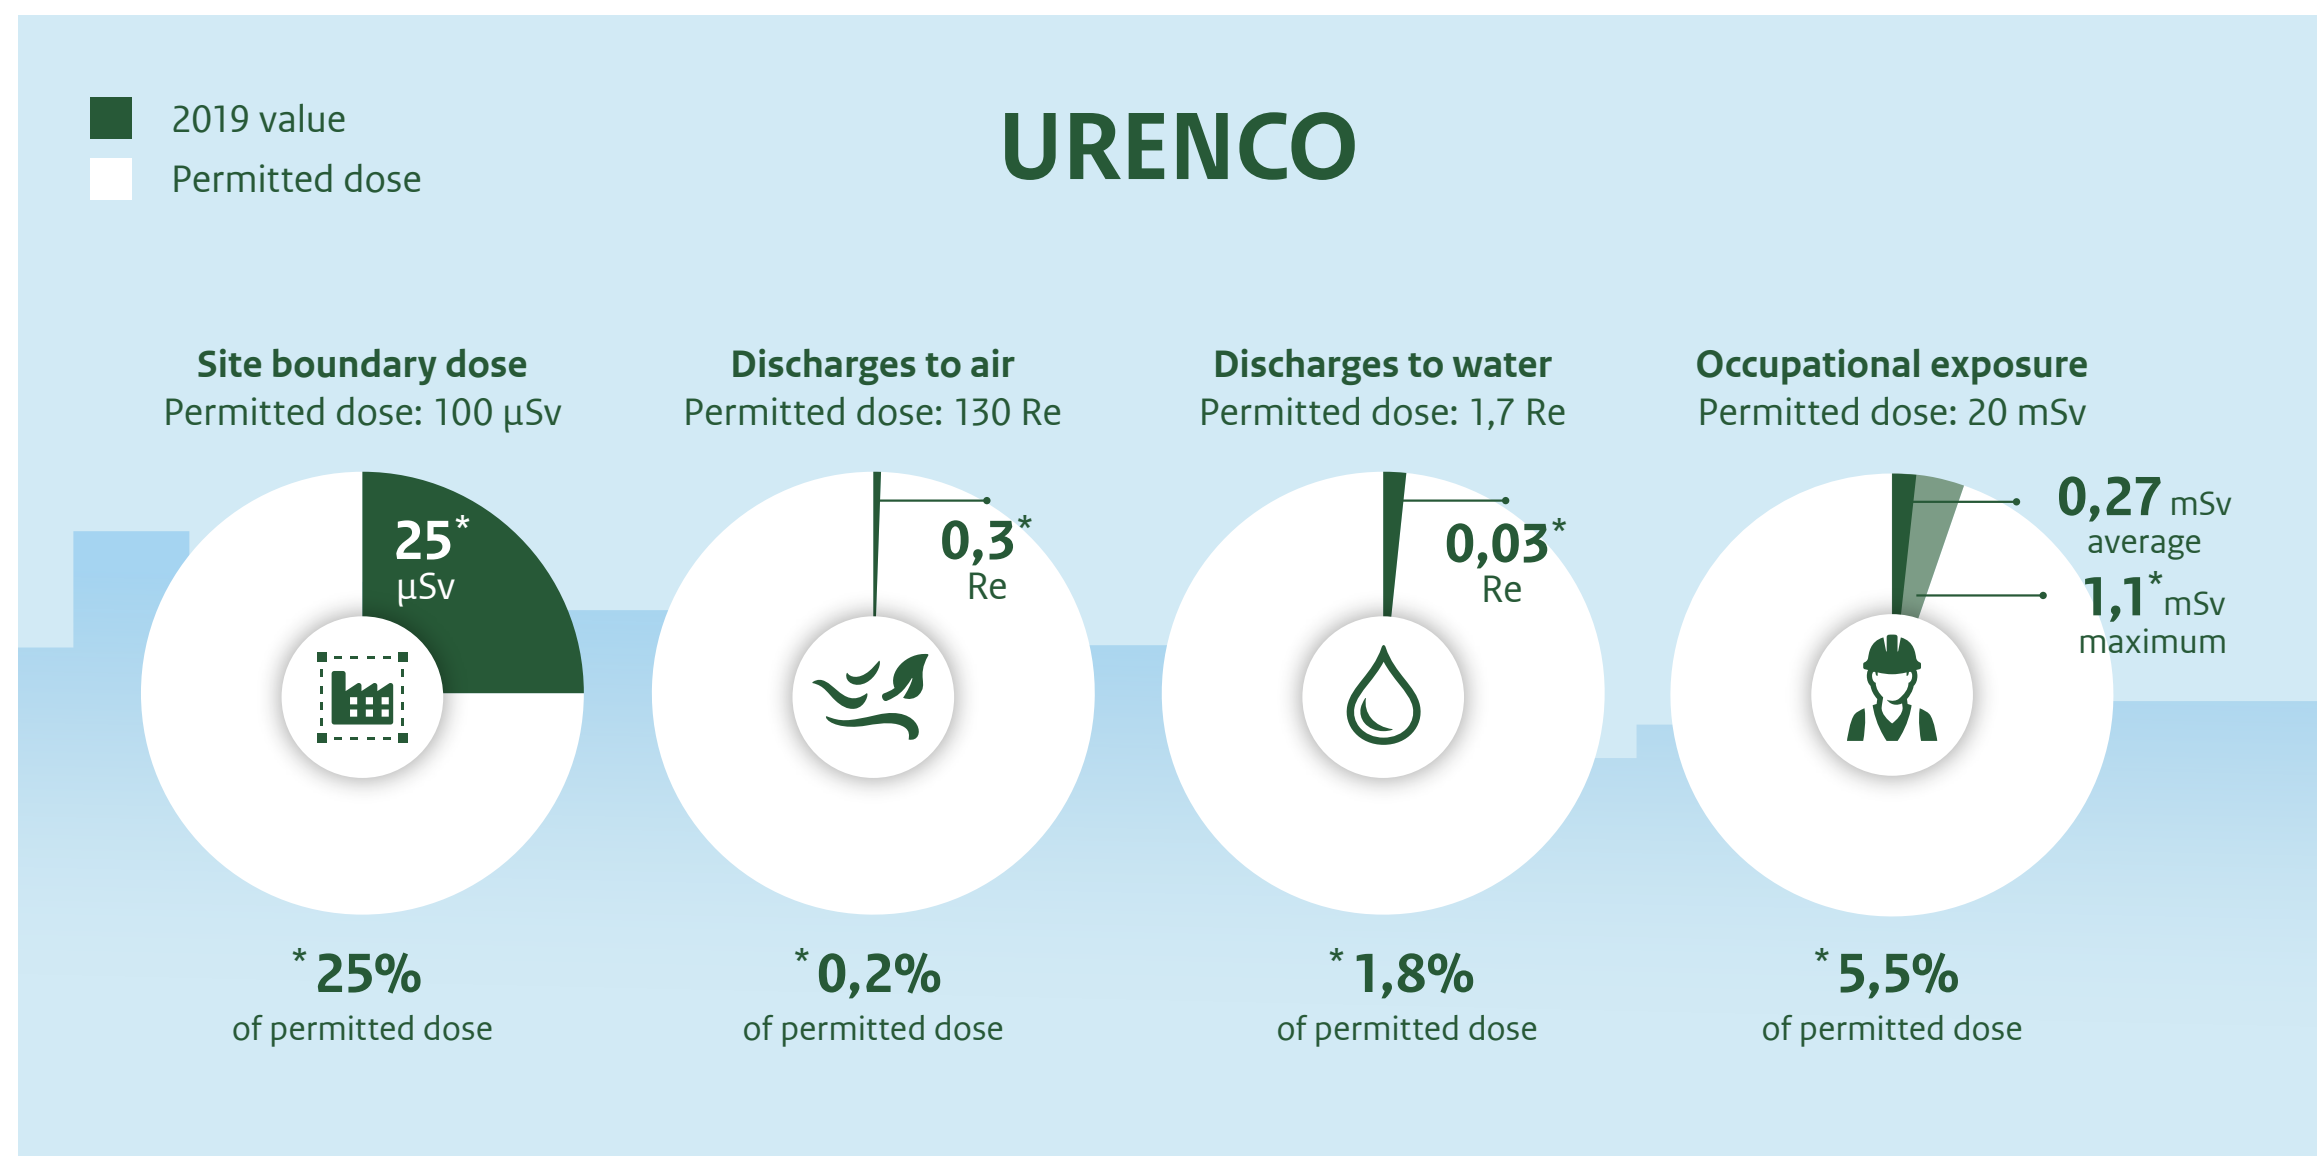 2019 value
Permitted dose
URENCO
Site boundary dose
Permitted dose: 100 µSv
25*
µSv
*25%
of permitted dose
Discharges to air
Permitted dose: 130 Re
0,3*
Re
*0,2%
of permitted dose
Discharges to water
Permitted dose: 1,7 Re
0,03*
Re
*1,8%
of permitted dose
Occupational exposure
Permitted dose: 20 mSv
0,27 mSv
average
1,1* mSv
maximum
*5,5%
of permitted dose